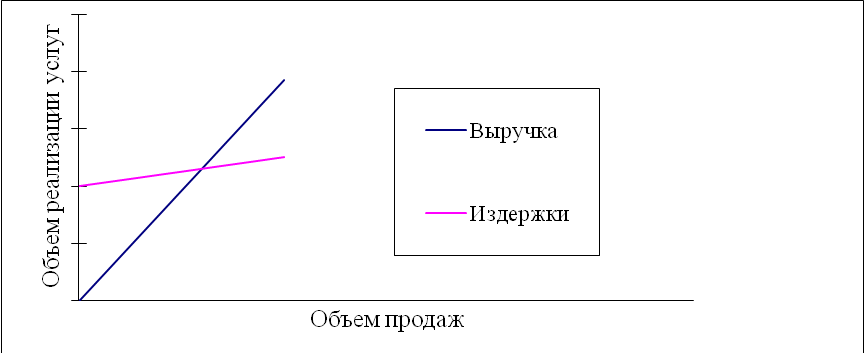 Объем реализации услуг
Выручка
Издержки
Объем продаж